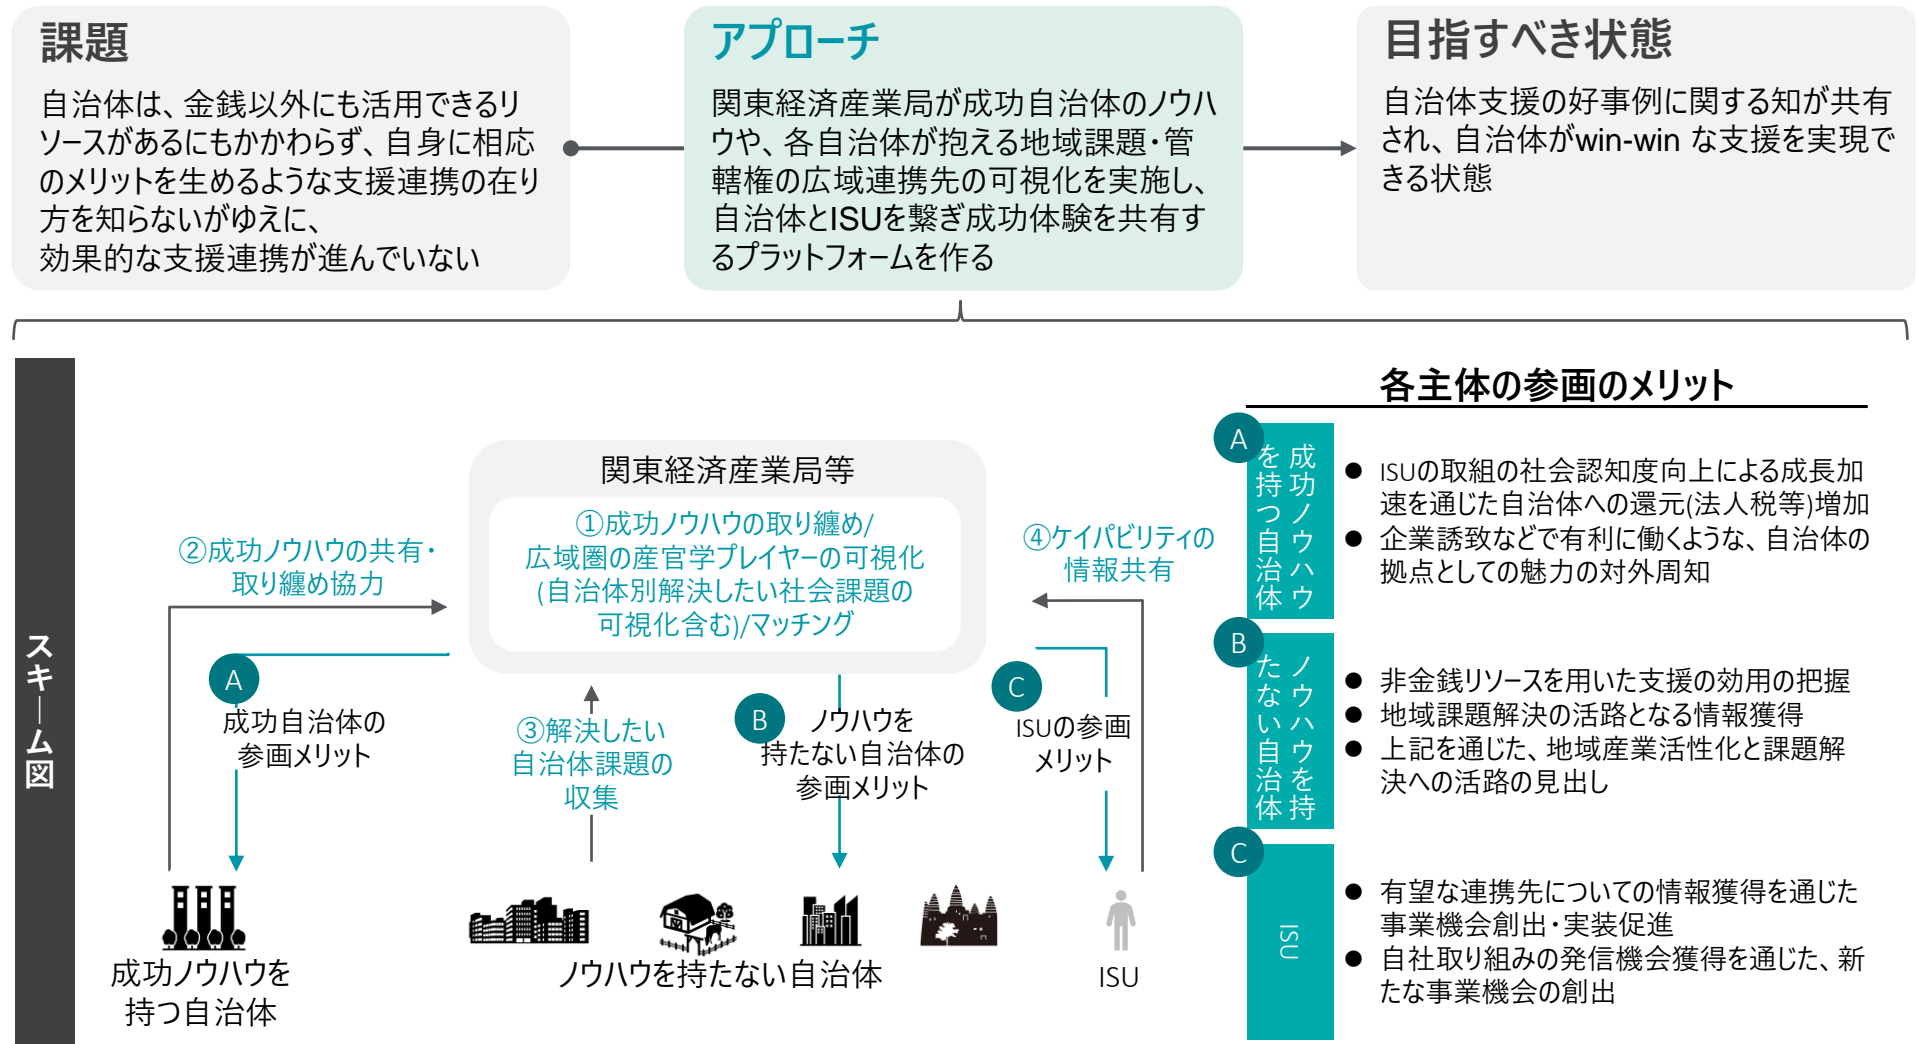 課題
自治体は、金銭以外にも活用できるリ
ソースがあるにもかかわらず、自身に相応
のメリットを生めるような支援連携の在り
方を知らないがゆえに、
効果的な支援連携が進んでいない
アプローチ
関東経済産業局が成功自治体のノウハ
ウや、各自治体が抱える地域課題・管
轄権の広域連携先の可視化を実施し、
自治体とISUを繋ぎ成功体験を共有す
るプラットフォームを作る
目指すべき状態
自治体支援の好事例に関する知が共有
され、自治体がwin-win な支援を実現で
きる状態
スキーム図
関東経済産業局等
①成功ノウハウの取り纏め/
広域圏の産官学プレイヤーの可視化
(自治体別解決したい社会課題の
可視化含む)/マッチング
②成功ノウハウの共有・
取り纏め協力
④ケイパビリティの
情報共有
A
成功自治体の
参画メリット
③解決したい
自治体課題の
収集
B
ノウハウを
持たない自治体の
参画メリット
C
ISUの参画
メリット
成功ノウハウを
持つ自治体
ノウハウを持たない自治体
ISU
各主体の参画のメリット
A
成功ノウハウ
を持つ自治体
● ISUの取組の社会認知度向上による成長加
速を通じた自治体への還元(法人税等)増加
● 企業誘致などで有利に働くような、自治体の
拠点としての魅力の対外周知
B
ノウハウを持
たない自治体
● 非金銭リソースを用いた支援の効用の把握
● 地域課題解決の活路となる情報獲得
● 上記を通じた、地域産業活性化と課題解
決への活路の見出し
C
ISU
● 有望な連携先についての情報獲得を通じた
事業機会創出・実装促進
● 自社取り組みの発信機会獲得を通じた、新
たな事業機会の創出